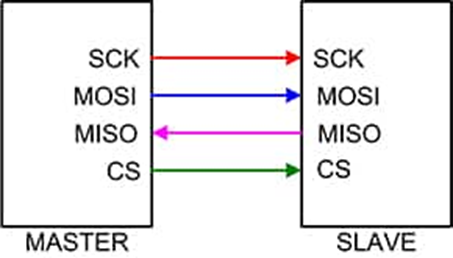 SCK SCK
MOSI MOSI
MISO MISO
CS CS
MASTER SLAVE